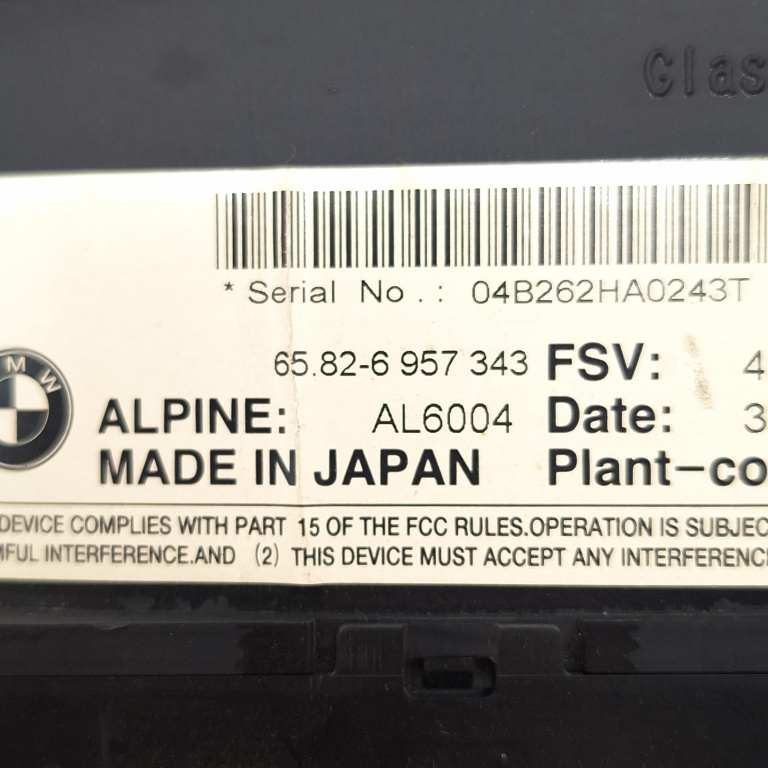 Clas
* Serial No.: 04B262HA0243T
BMW
65.82-6 957 343 FSV: 4
ALPINE: AL6004 Date: 3
MADE IN JAPAN Plant-co
DEVICE COMPLIES WITH PART 15 OF THE FCC RULES.OPERATION IS SUBJEC
MFUL INTERFERENCE.AND (2) THIS DEVICE MUST ACCEPT ANY INTERFERENC